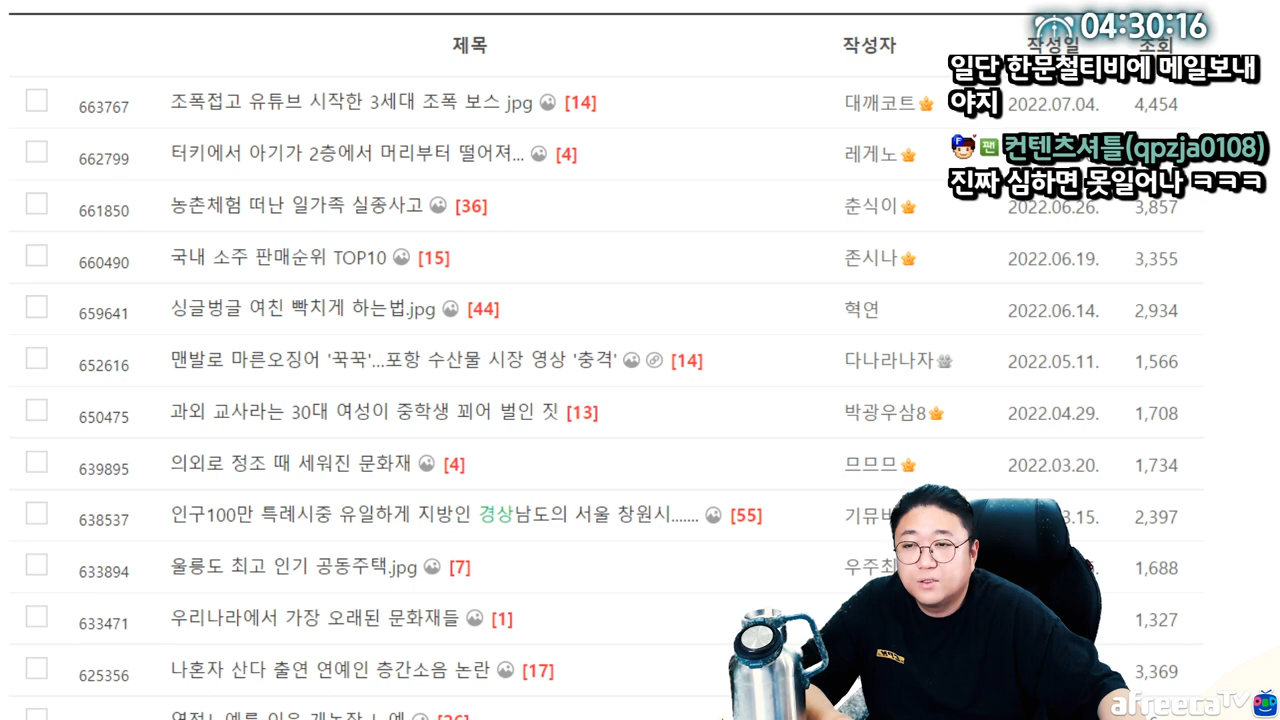 04:30:16
제목 작성자 작성일 조회
일단 한문철티비에 메일보내
야지
663767 조폭접고 유튜브 시작한 3세대 조폭 보스 jpg [14] 대깨코트 2022.07.04. 4,454
팬 컨텐츠셔틀(qpzja0108)
진짜 심하면 못일어나 ㅋㅋㅋ
662799 터키에서 아기가 2층에서 머리부터 떨어져... [4] 레게노
661850 농촌체험 떠난 일가족 실종사고 [36] 춘식이 2022.06.26. 3,857
660490 국내 소주 판매순위 TOP10 [15] 존시나 2022.06.19. 3,355
659641 싱글벙글 여친 빡치게 하는법.jpg [44] 혁연 2022.06.14. 2,934
652616 맨발로 마른오징어 '꾹꾹'...포항 수산물 시장 영상 '충격' [14] 다나라나자 2022.05.11. 1,566
650475 과외 교사라는 30대 여성이 중학생 꾀어 벌인 짓 [13] 박광우삼8 2022.04.29. 1,708
639895 의외로 정조 때 세워진 문화재 [4] 므므므 2022.03.20. 1,734
638537 인구100만 특례시중 유일하게 지방인 경상남도의 서울 창원시....... [55] 기뮤 3.15. 2,397
633894 울릉도 최고 인기 공동주택.jpg [7] 우주최 1,688
633471 우리나라에서 가장 오래된 문화재들 [1] 1,327
625356 나혼자 산다 출연 연예인 층간소음 논란 [17] 3,369
afreecaTV